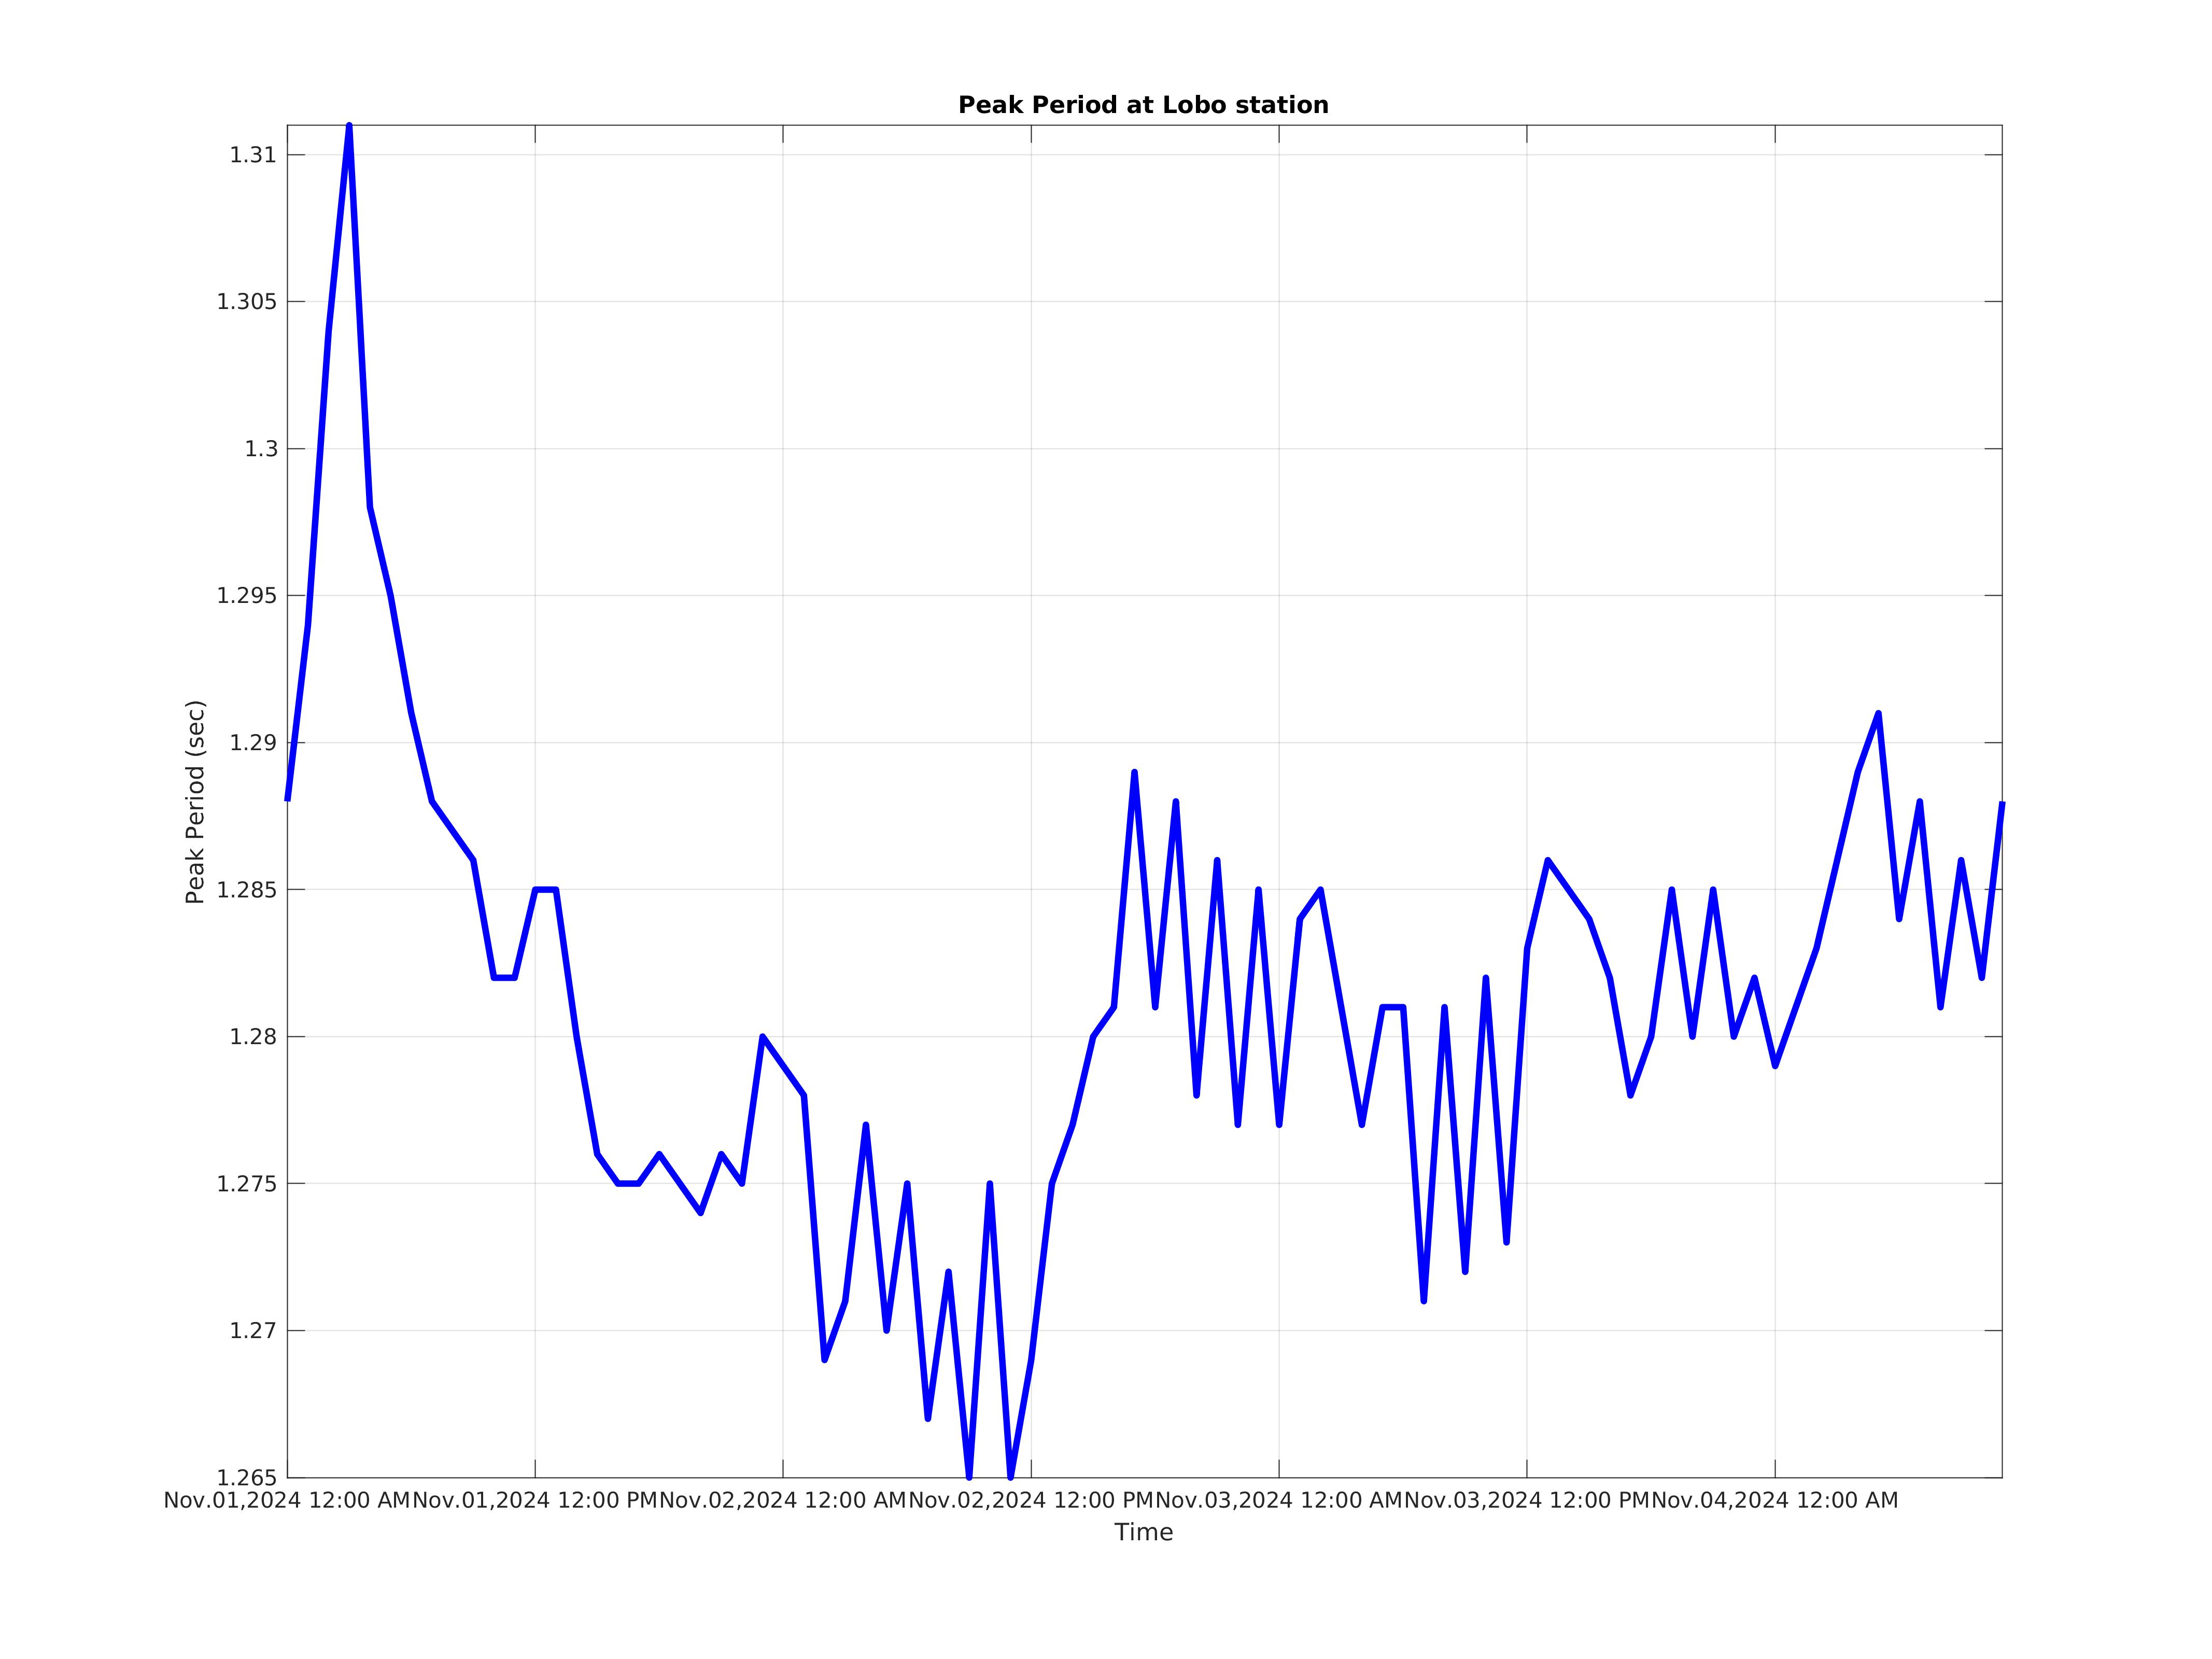 Peak Period at Lobo station
Peak Period (sec)
1.31
1.305
1.3
1.295
1.29
1.285
1.28
1.275
1.27
1.265
Nov.01,2024 12:00 AM Nov.01,2024 12:00 PM Nov.02,2024 12:00 AM Nov.02,2024 12:00 PM Nov.03,2024 12:00 AM Nov.03,2024 12:00 PM Nov.04,2024 12:00 AM
Time